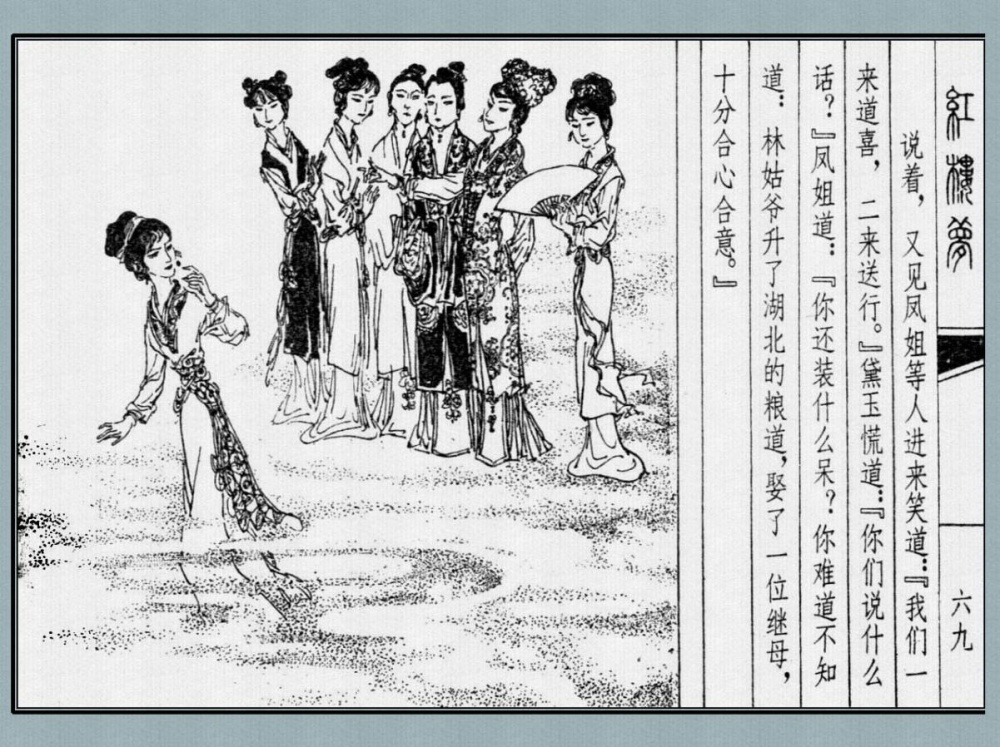 紅樓夢
六九
说着，又见凤姐等人进来笑道：『我们一
来道喜，二来送行。』黛玉慌道：『你们说什么
话？』凤姐道：『你还装什么呆？你难道不知
道：林姑爷升了湖北的粮道，娶了一位继母，
十分合心合意。』